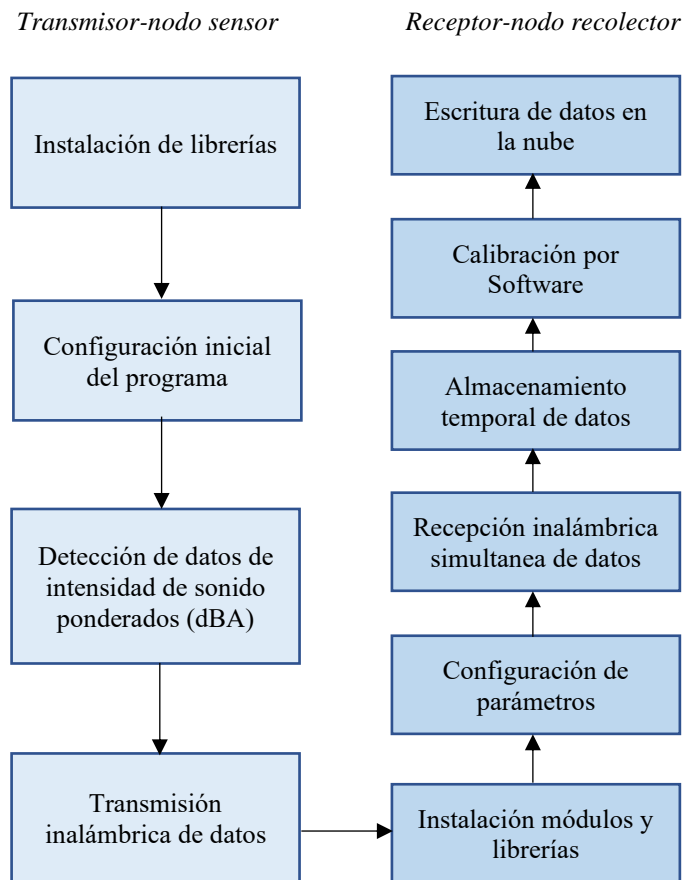 Transmisor-nodo sensor
Instalación de librerías
Configuración inicial
del programa
Detección de datos de
intensidad de sonido
ponderados (dBA)
Transmisión
inalámbrica de datos
Receptor-nodo recolector
Escritura de datos en
la nube
Calibración por
Software
Almacenamiento
temporal de datos
Recepción inalámbrica
simultanea de datos
Configuración de
parámetros
Instalación módulos y
librerías